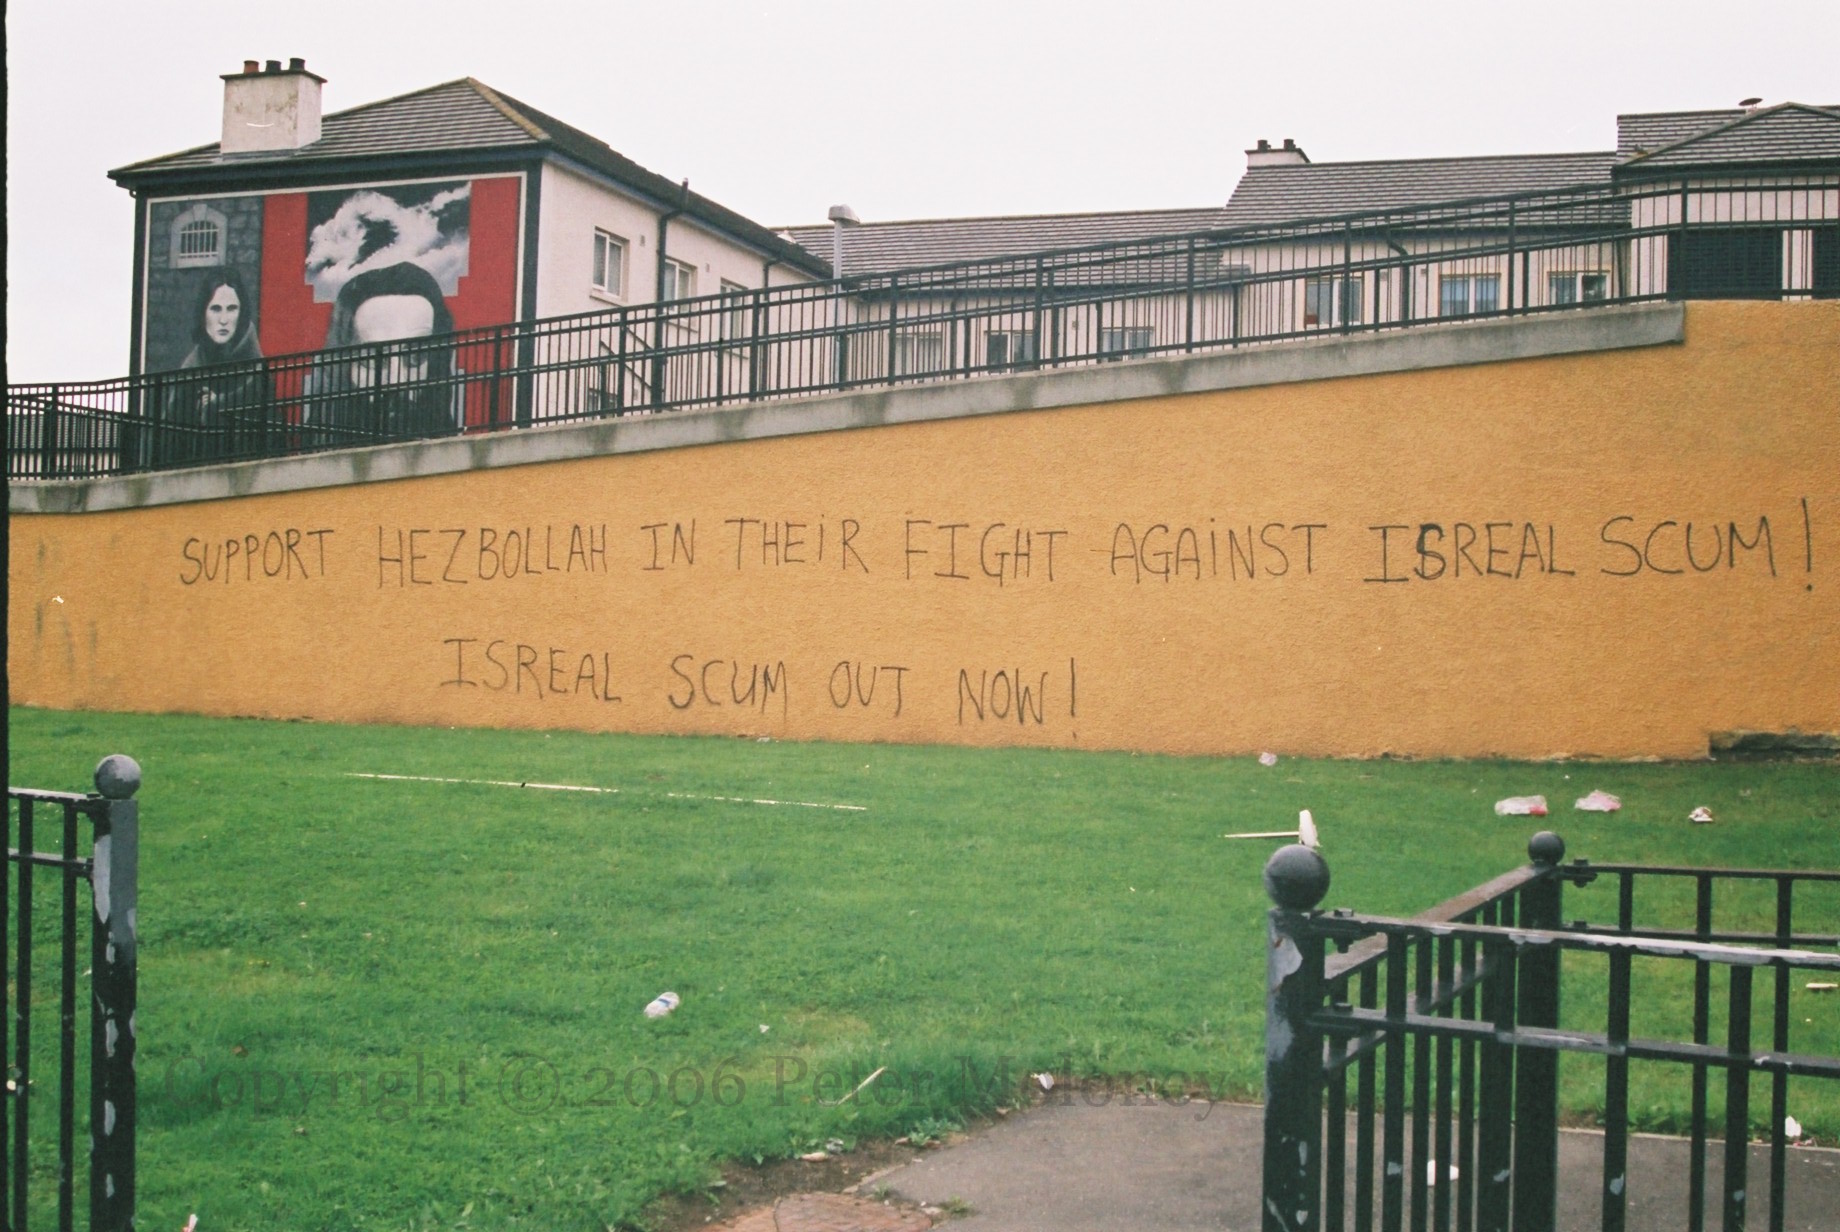 SUPPORT HEZBOLLAH IN THEiR FIGHT AGAiNST ISREAL SCUM!
ISREAL SCUM OUT NOW!
Copyright © 2006 Peter Moloney